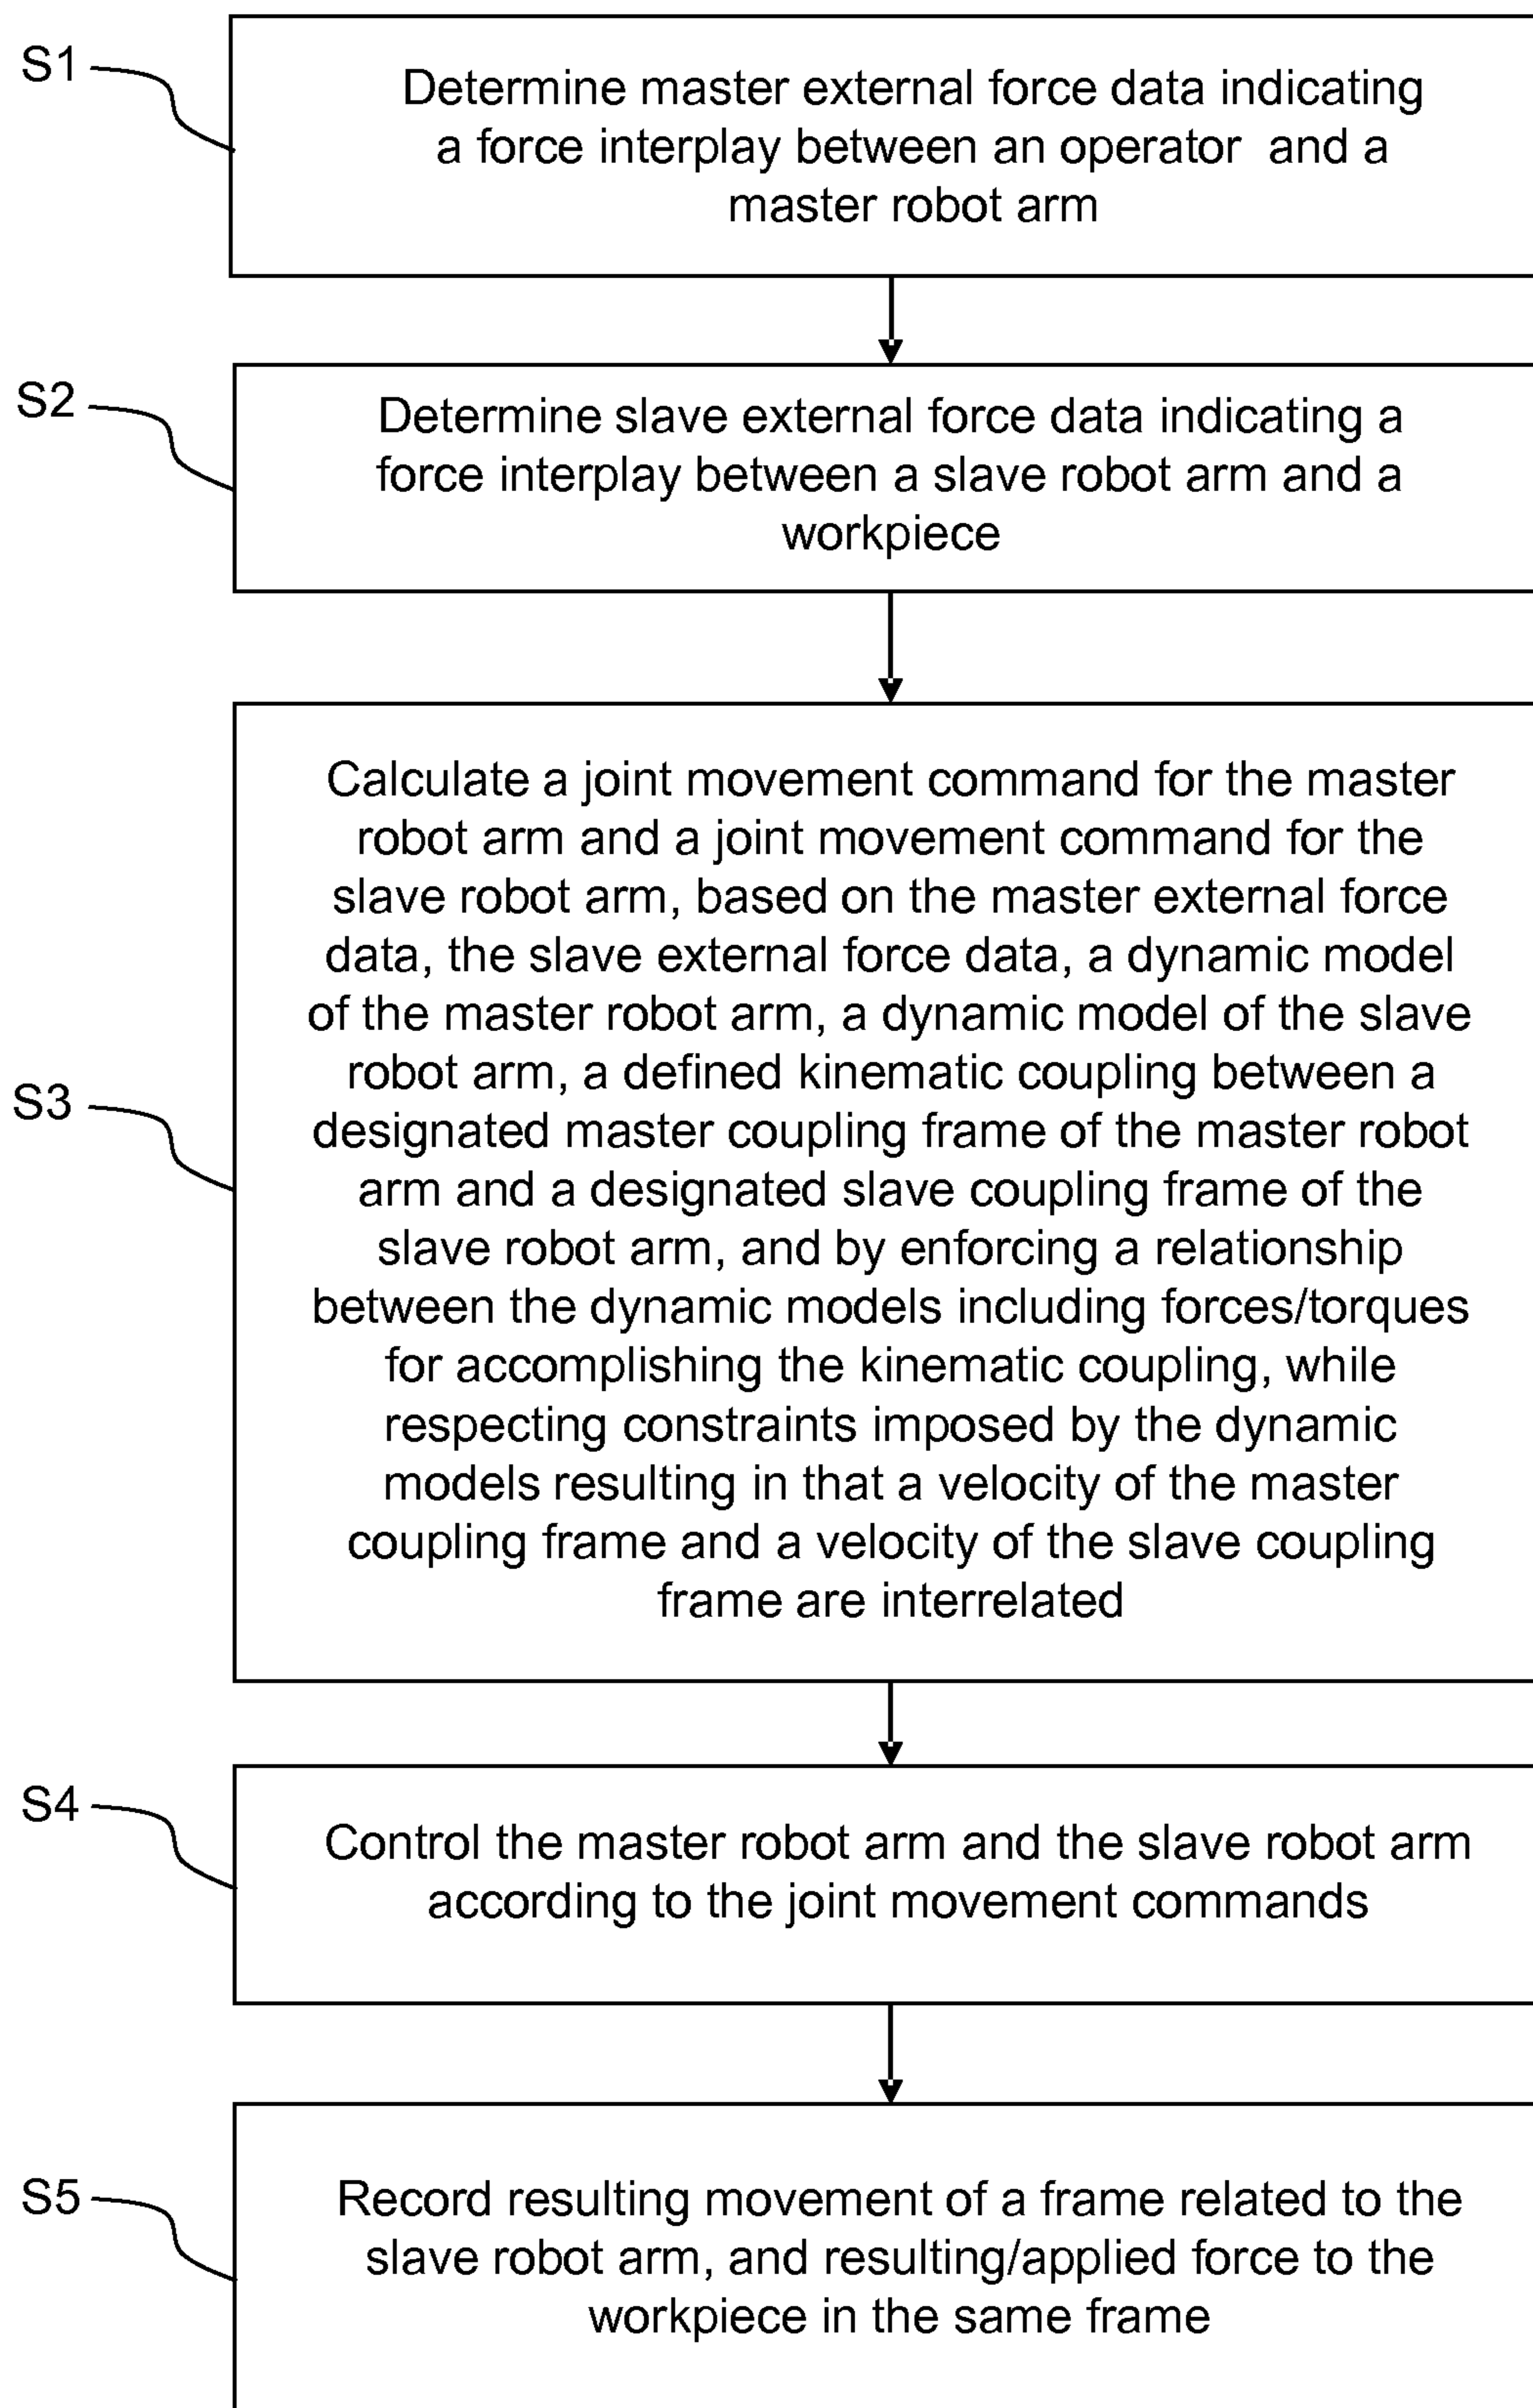 S1
Determine master external force data indicating
a force interplay between an operator and a
master robot arm
S2
Determine slave external force data indicating a
force interplay between a slave robot arm and a
workpiece
S3
Calculate a joint movement command for the master
robot arm and a joint movement command for the
slave robot arm, based on the master external force
data, the slave external force data, a dynamic model
of the master robot arm, a dynamic model of the slave
robot arm, a defined kinematic coupling between a
designated master coupling frame of the master robot
arm and a designated slave coupling frame of the
slave robot arm, and by enforcing a relationship
between the dynamic models including forces/torques
for accomplishing the kinematic coupling, while
respecting constraints imposed by the dynamic
models resulting in that a velocity of the master
coupling frame and a velocity of the slave coupling
frame are interrelated
S4
Control the master robot arm and the slave robot arm
according to the joint movement commands
S5
Record resulting movement of a frame related to the
slave robot arm, and resulting/applied force to the
workpiece in the same frame